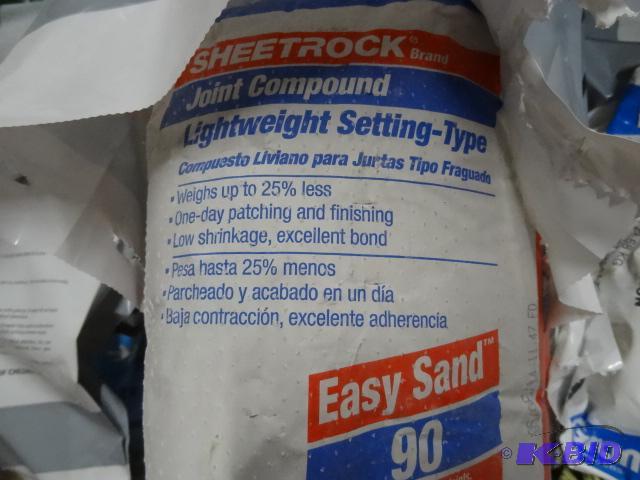 SHEETROCK® Brand
Joint Compound
Lightweight Setting-Type
Compuesto Liviano para Juntas Tipo Fraguado
• Weighs up to 25% less
• One-day patching and finishing
• Low shrinkage, excellent bond
• Pesa hasta 25% menos
• Parcheado y acabado en un día
• Baja contracción, excelente adherencia
Easy Sand™
90
© K-BID